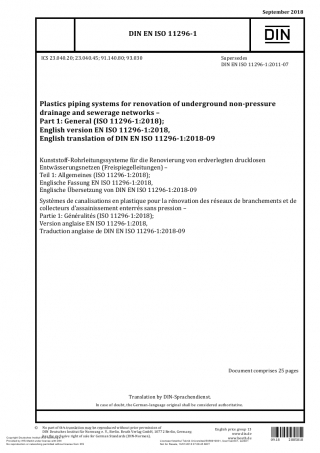 September 2018
DIN EN ISO 11296-1
DIN
ICS 23.040.20; 23.040.45; 91.140.80; 93.030
Supersedes
DIN EN ISO 11296-1:2011-07
Plastics piping systems for renovation of underground non-pressure
drainage and sewerage networks –
Part 1: General (ISO 11296-1:2018);
English version EN ISO 11296-1:2018,
English translation of DIN EN ISO 11296-1:2018-09
Kunststoff-Rohrleitungssysteme für die Renovierung von erdverlegten drucklosen
Entwässerungsnetzen (Freispiegelleitungen) –
Teil 1: Allgemeines (ISO 11296-1:2018);
Englische Fassung EN ISO 11296-1:2018,
Englische Übersetzung von DIN EN ISO 11296-1:2018-09
Systèmes de canalisations en plastique pour la rénovation des réseaux de branchements et de
collecteurs d'assainissement enterrés sans pression –
Partie 1: Généralités (ISO 11296-1:2018);
Version anglaise EN ISO 11296-1:2018,
Traduction anglaise de DIN EN ISO 11296-1:2018-09
Document comprises 25 pages
Translation by DIN-Sprachendienst.
In case of doubt, the German-language original shall be considered authoritative.
No part of this translation may be reproduced without prior permission of
DIN Deutsches Institut für Normung e. V., Berlin. Beuth Verlag GmbH, 10772 Berlin, Germany,
has the exclusive right of sale for German Standards (DIN-Normen).
English price group 13
www.din.de
www.beuth.de